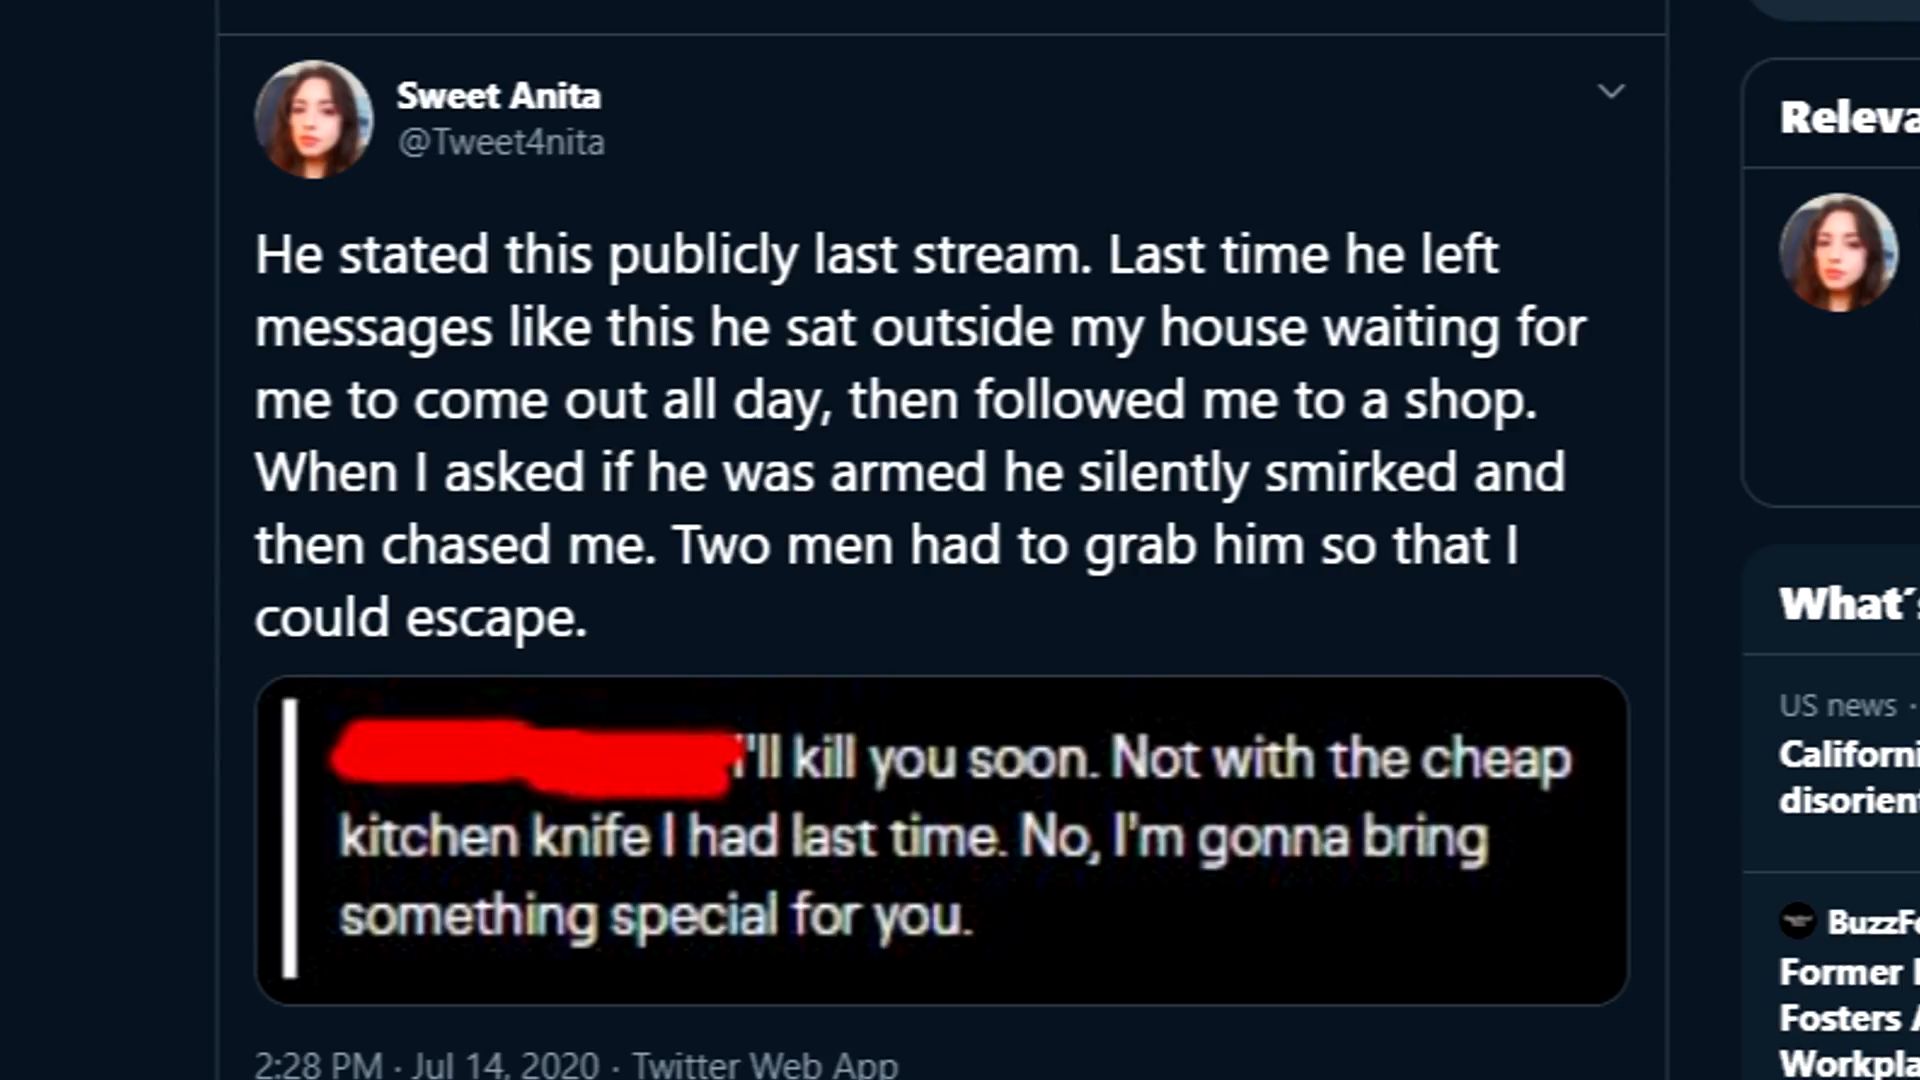 Sweet Anita
@Tweet4nita
He stated this publicly last stream. Last time he left
messages like this he sat outside my house waiting for
me to come out all day, then followed me to a shop.
When I asked if he was armed he silently smirked and
then chased me. Two men had to grab him so that I
could escape.
I'll kill you soon. Not with the cheap
kitchen knife I had last time. No, I'm gonna bring
something special for you.
2:28 PM · Jul 14, 2020 · Twitter Web App
Releva
What's
US news ·
Californi
disorient
BuzzFe
Former
Fosters
Workpla